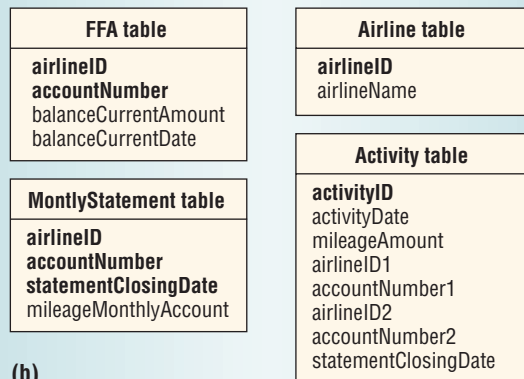 FFA table
airlineID
accountNumber
balanceCurrentAmount
balanceCurrentDate
MontlyStatement table
airlineID
accountNumber
statementClosingDate
mileageMonthlyAccount
(b)
Airline table
airlineID
airlineName
Activity table
activityID
activityDate
mileageAmount
airlineID1
accountNumber1
airlineID2
accountNumber2
statementClosingDate